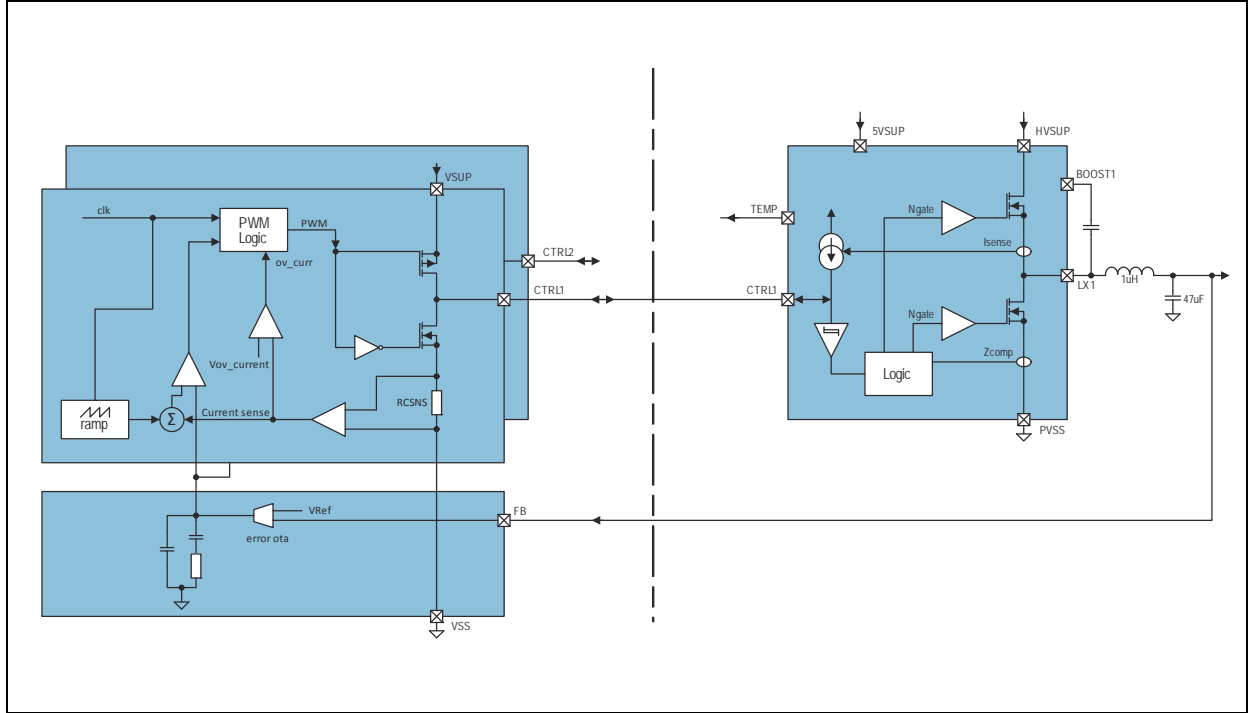 5VSUP
HVSUP
BOOST1
VSUP
clk
PWM
Logic
PWM
ov_curr
TEMP
Ngate
Isense
CTRL2
CTRL1
CTRL1
LX1
1uH
47uF
Ngate
Vov_current
Zcomp
Logic
RCSNS
ramp
Σ
Current sense
PVSS
VRef
FB
error ota
VSS